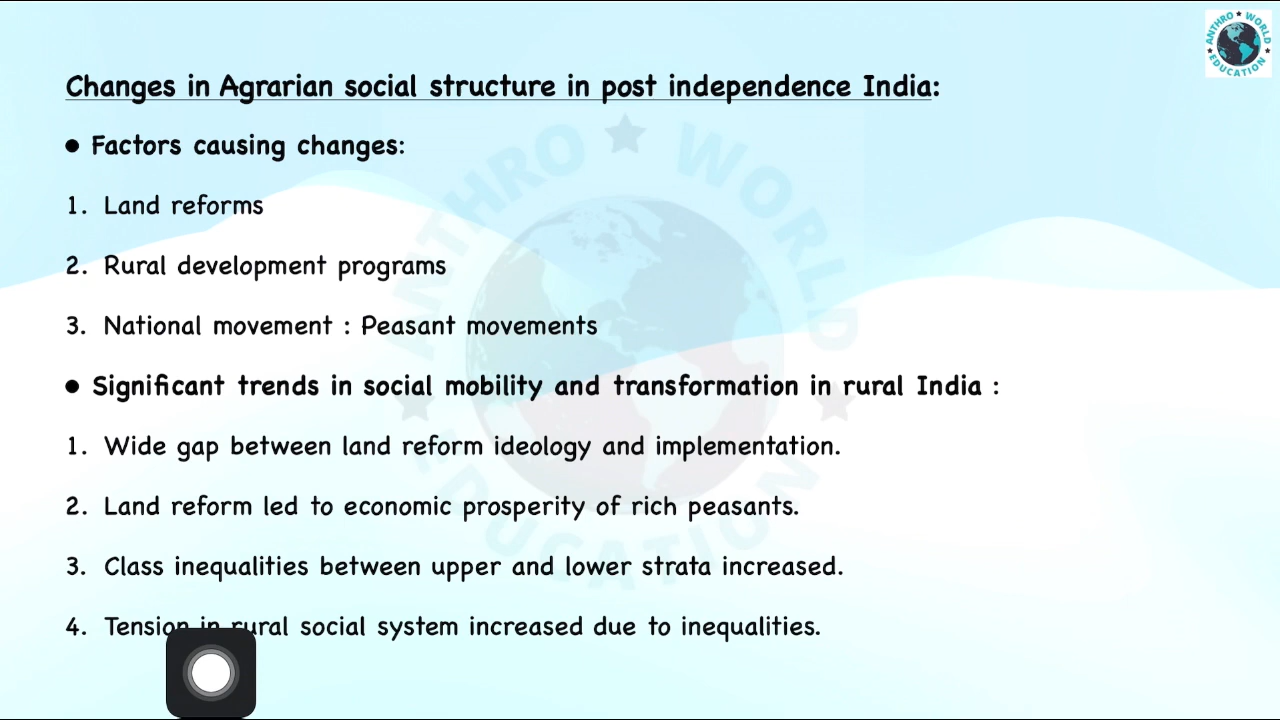 ANTHRO WORLD
EDUCATION
Changes in Agrarian social structure in post independence India:
● Factors causing changes:
1. Land reforms
2. Rural development programs
3. National movement : Peasant movements
● Significant trends in social mobility and transformation in rural India :
1. Wide gap between land reform ideology and implementation.
2. Land reform led to economic prosperity of rich peasants.
3. Class inequalities between upper and lower strata increased.
4. Tension in rural social system increased due to inequalities.
ANTHRO WORLD
EDUCATION